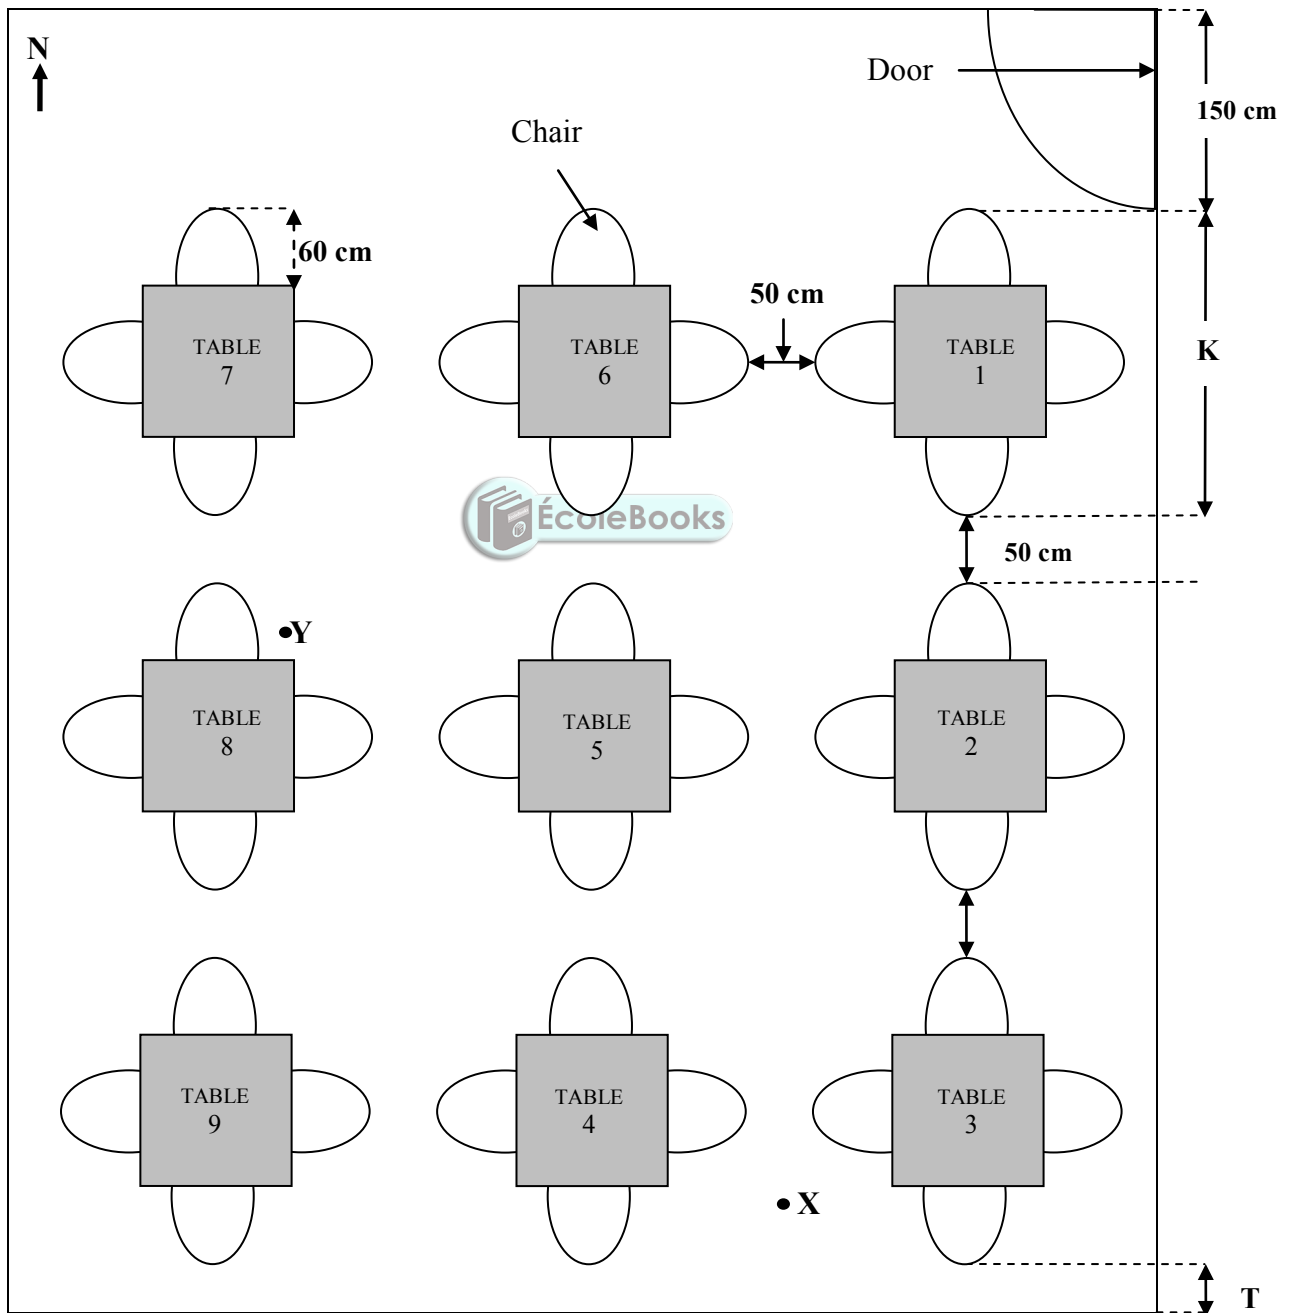 N
Door
150 cm
Chair
60 cm
50 cm
TABLE
7
TABLE
6
TABLE
1
K
ÉcoleBooks
50 cm
Y
TABLE
8
TABLE
5
TABLE
2
TABLE
9
TABLE
4
TABLE
3
X
T